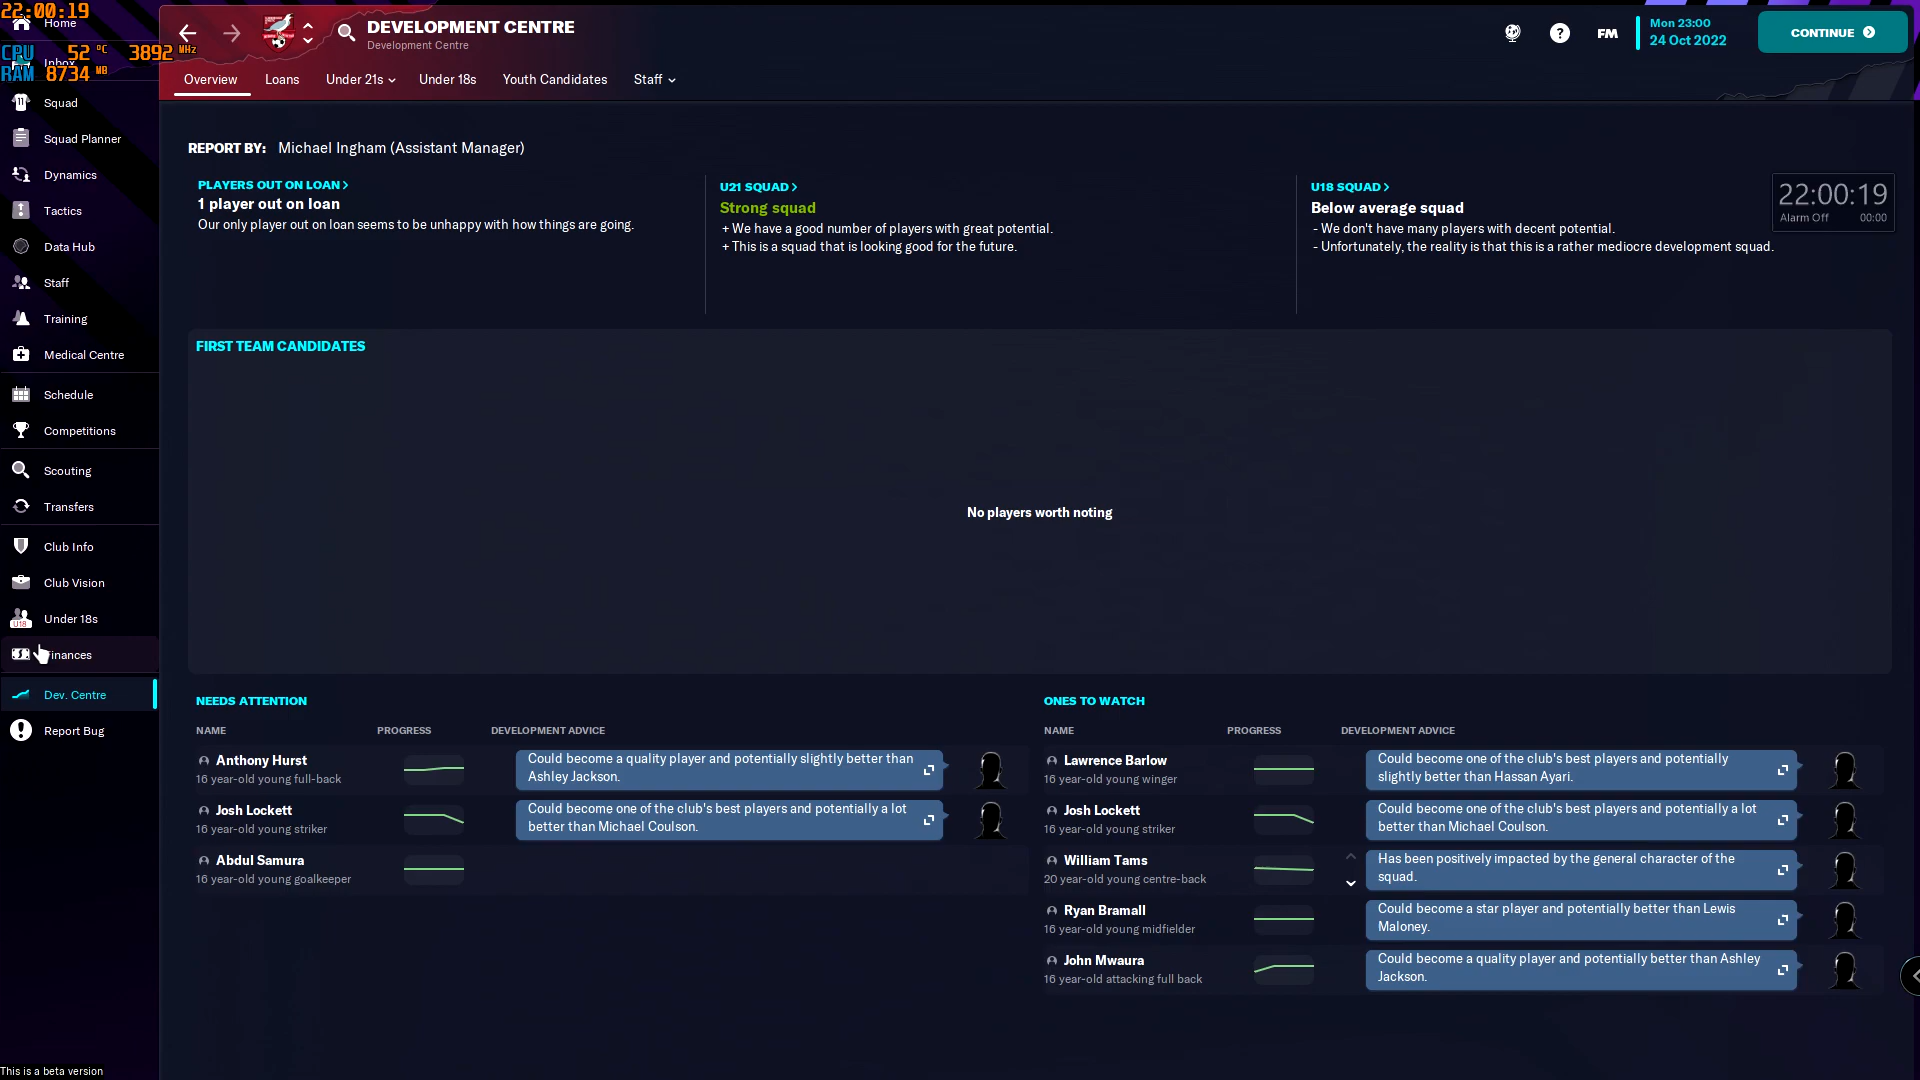 22:00:19
CPU 52 °C 3892 MHz
RAM 8734 MB
Home
Inbox
Squad
Squad Planner
Dynamics
Tactics
Data Hub
Staff
Training
Medical Centre
Schedule
Competitions
Scouting
Transfers
Club Info
Club Vision
U18
Under 18s
Finances
Dev. Centre
Report Bug
This is a beta version
DEVELOPMENT CENTRE
Development Centre
FM
Mon 23:00
24 Oct 2022
CONTINUE
Overview Loans Under 21s Under 18s Youth Candidates Staff
REPORT BY: Michael Ingham (Assistant Manager)
PLAYERS OUT ON LOAN >
1 player out on loan
Our only player out on loan seems to be unhappy with how things are going.
U21 SQUAD >
Strong squad
+ We have a good number of players with great potential.
+ This is a squad that is looking good for the future.
U18 SQUAD >
Below average squad
- We don't have many players with decent potential.
- Unfortunately, the reality is that this is a rather mediocre development squad.
22:00:19
Alarm Off 00:00
FIRST TEAM CANDIDATES
No players worth noting
NEEDS ATTENTION
NAME PROGRESS DEVELOPMENT ADVICE
Anthony Hurst
16 year-old young full-back
Could become a quality player and potentially slightly better than
Ashley Jackson.
Josh Lockett
16 year-old young striker
Could become one of the club's best players and potentially a lot
better than Michael Coulson.
Abdul Samura
16 year-old young goalkeeper
ONES TO WATCH
NAME PROGRESS DEVELOPMENT ADVICE
Lawrence Barlow
16 year-old young winger
Could become one of the club's best players and potentially
slightly better than Hassan Ayari.
Josh Lockett
16 year-old young striker
Could become one of the club's best players and potentially a lot
better than Michael Coulson.
William Tams
20 year-old young centre-back
Has been positively impacted by the general character of the
squad.
Ryan Bramall
16 year-old young midfielder
Could become a star player and potentially better than Lewis
Maloney.
John Mwaura
16 year-old attacking full back
Could become a quality player and potentially better than Ashley
Jackson.